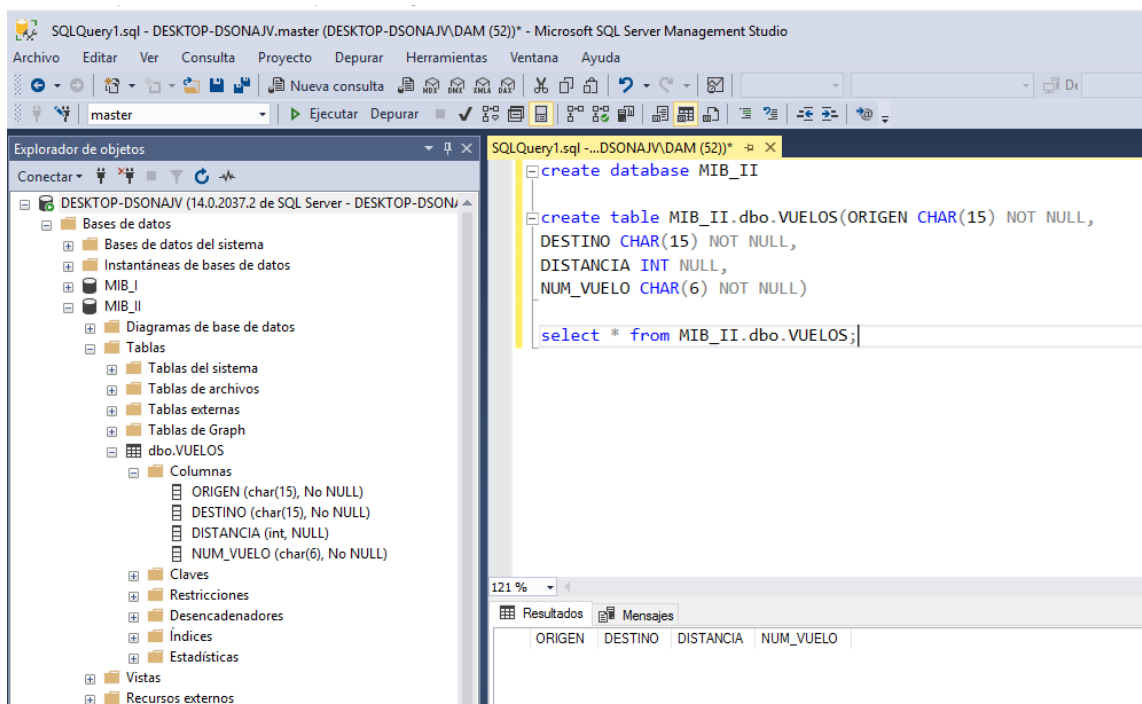 SQLQuery1.sql - DESKTOP-DSONAJV.master (DESKTOP-DSONAJV\DAM (52))* - Microsoft SQL Server Management Studio
Archivo Editar Ver Consulta Proyecto Depurar Herramientas Ventana Ayuda
Nueva consulta MDX DMX XMLA DAX
master Ejecutar Depurar
Explorador de objetos
Conectar
DESKTOP-DSONAJV (14.0.2037.2 de SQL Server - DESKTOP-DSON
Bases de datos
Bases de datos del sistema
Instantáneas de bases de datos
MIB_I
MIB_II
Diagramas de base de datos
Tablas
Tablas del sistema
Tablas de archivos
Tablas externas
Tablas de Graph
dbo.VUELOS
Columnas
ORIGEN (char(15), No NULL)
DESTINO (char(15), No NULL)
DISTANCIA (int, NULL)
NUM_VUELO (char(6), No NULL)
Claves
Restricciones
Desencadenadores
Índices
Estadísticas
Vistas
Recursos externos
SQLQuery1.sql -...DSONAJV\DAM (52))*
create database MIB_II
create table MIB_II.dbo.VUELOS(ORIGEN CHAR(15) NOT NULL,
DESTINO CHAR(15) NOT NULL,
DISTANCIA INT NULL,
NUM_VUELO CHAR(6) NOT NULL)
select * from MIB_II.dbo.VUELOS;
121 %
Resultados Mensajes
ORIGEN DESTINO DISTANCIA NUM_VUELO